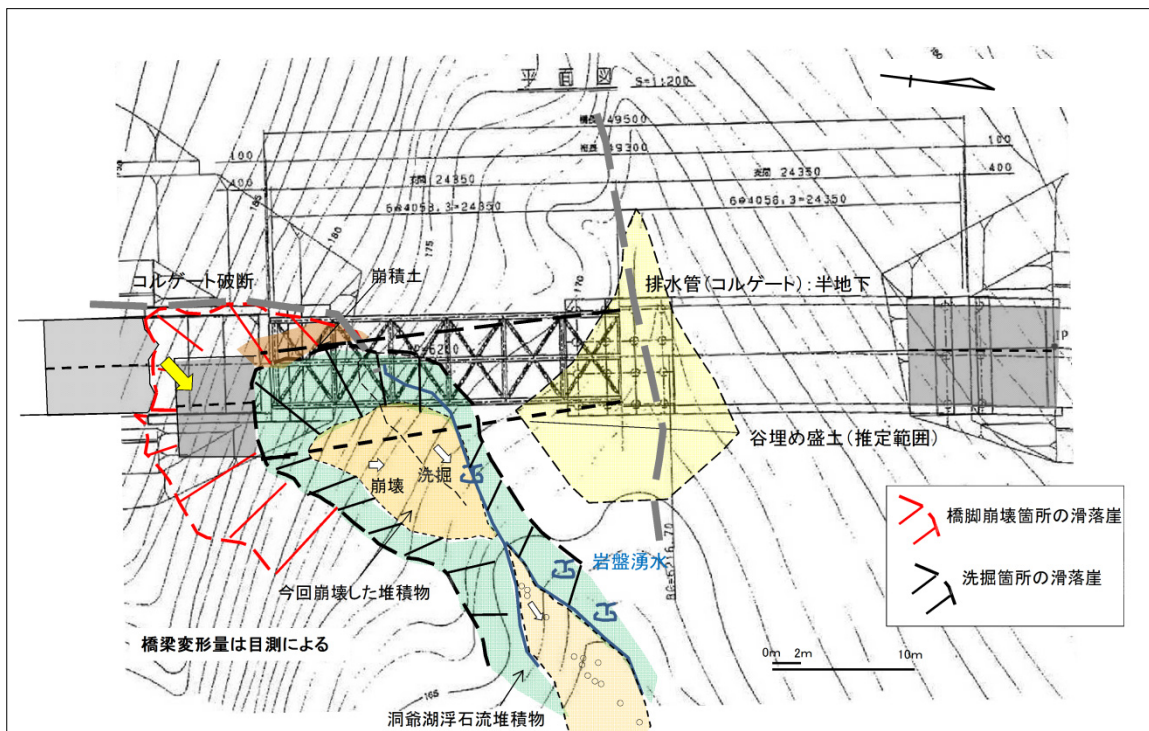 平面図 S=1:200
橋長 49500
桁長 49300
100
100
支間 24350
支間 24350
400
400
6@4058.3=24350
6@4058.3=24350
185
180
175
170
コルゲート破断
崩積土
排水管(コルゲート):半地下
谷埋め盛土(推定範囲)
洗掘
崩壊
岩盤湧水
今回崩壊した堆積物
橋梁変形量は目測による
165
洞爺湖浮石流堆積物
橋脚崩壊箇所の滑落崖
洗掘箇所の滑落崖
0m 2m 10m